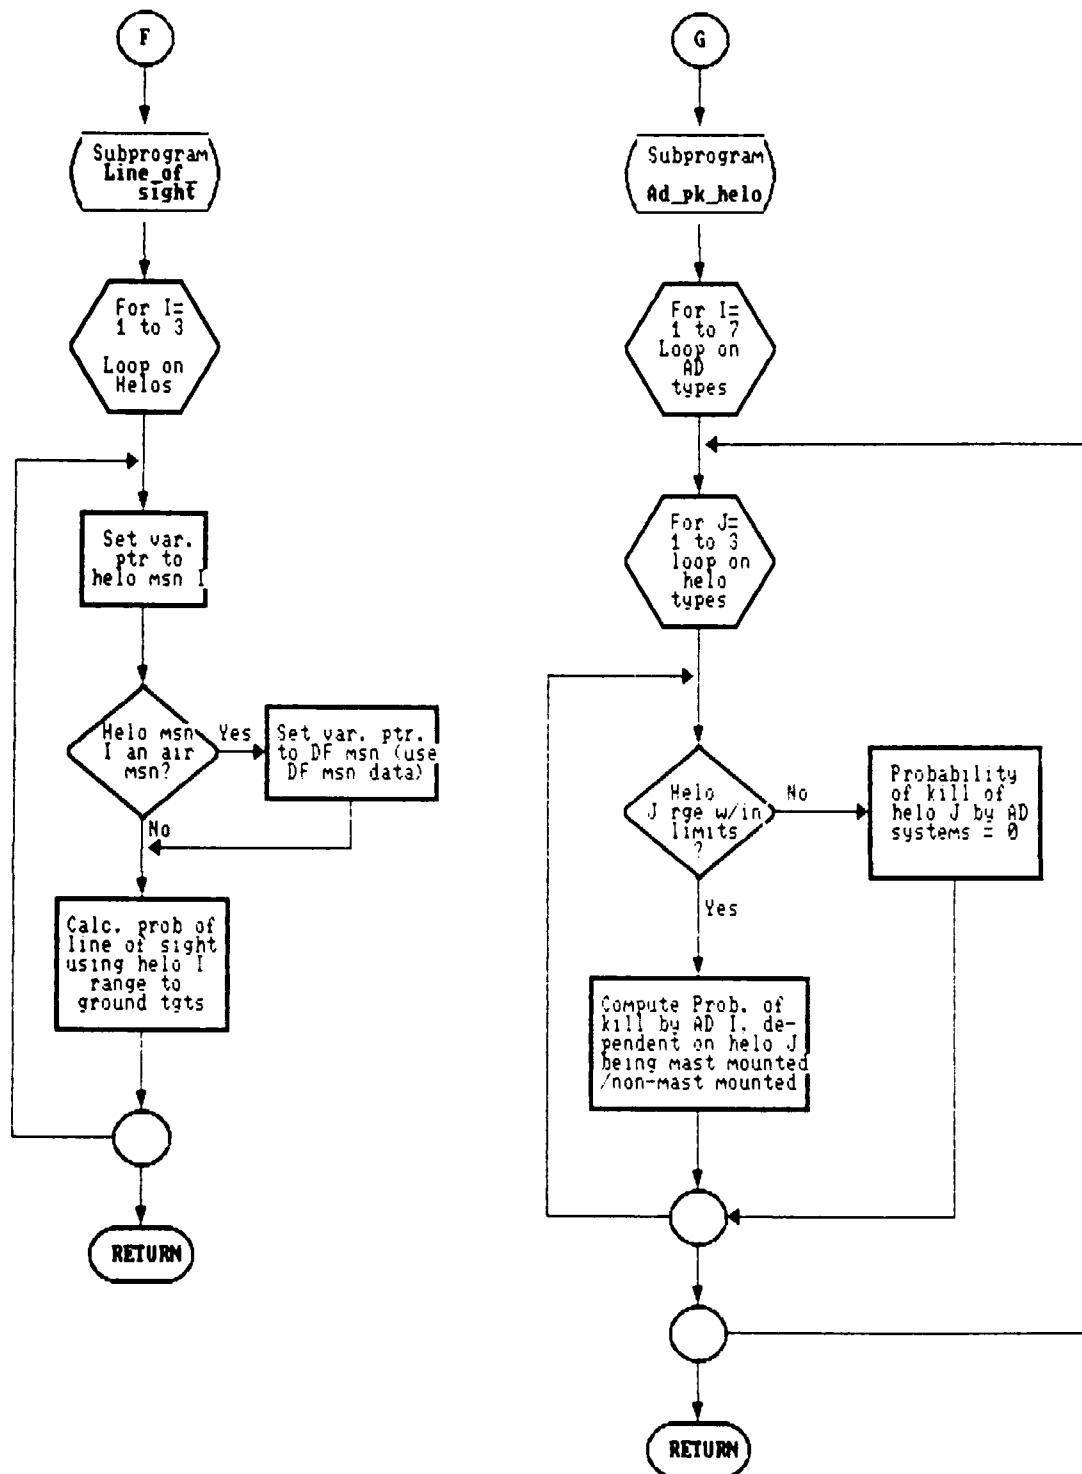 F
Subprogram
Line_of_
sight
For I=
1 to 3
Loop on
Helos
Set var.
ptr to
helo msn I
Helo msn
I an air
msn?
Yes
Set var. ptr.
to DF msn (use
DF msn data)
No
Calc. prob of
line of sight
using helo I
range to
ground tgts
RETURN
G
Subprogram
Ad_pk_helo
For I=
1 to 7
Loop on
AD
types
For J=
1 to 3
loop on
helo
types
Helo
J rge w/in
limits
?
No
Probability
of kill of
helo J by AD
systems = 0
Yes
Compute Prob. of
kill by AD I, de-
pendent on helo J
being mast mounted
/non-mast mounted
RETURN